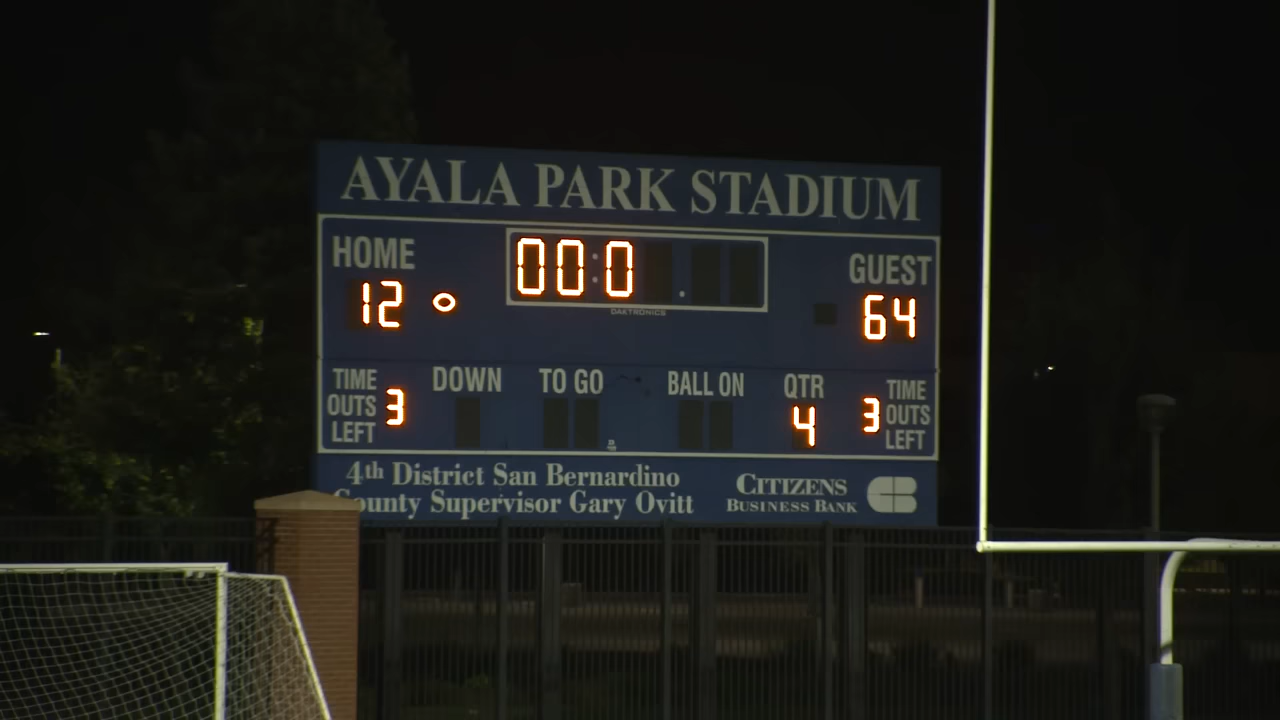 AYALA PARK STADIUM
HOME
00:0
GUEST
12
64
DAKTRONICS
TIME OUTS LEFT
3
DOWN
TO GO
BALL ON
QTR
4
3
TIME OUTS LEFT
4th District San Bernardino
County Supervisor Gary Ovitt
CITIZENS
BUSINESS BANK